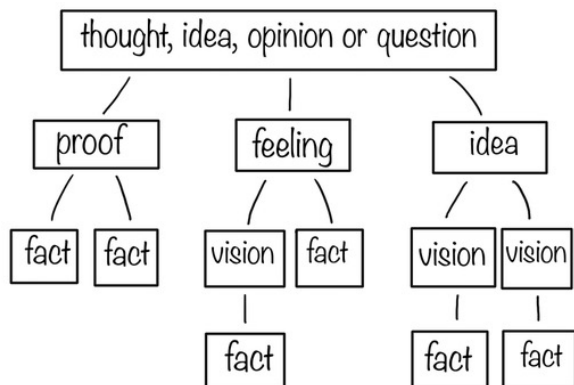 thought, idea, opinion or question
proof feeling idea
fact fact vision fact vision vision
fact fact fact